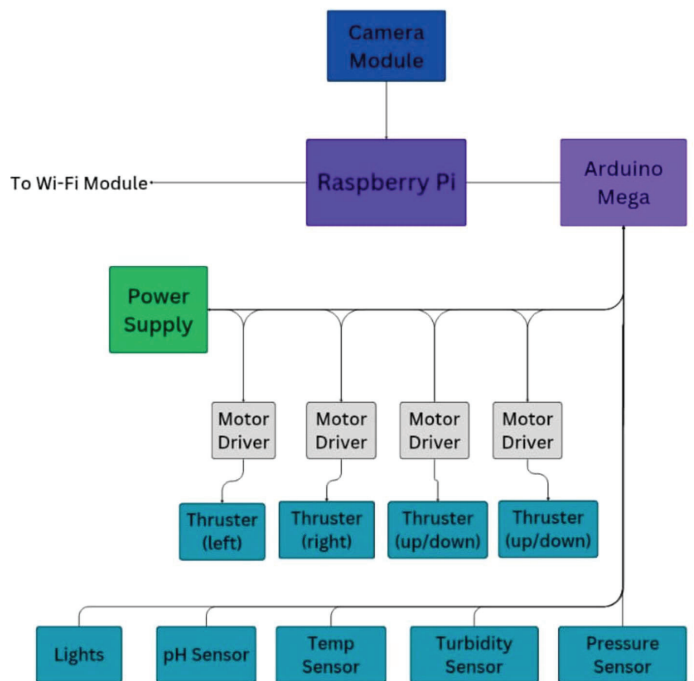 Camera
Module
To Wi-Fi Module
Raspberry Pi
Arduino
Mega
Power
Supply
Motor
Driver
Motor
Driver
Motor
Driver
Motor
Driver
Thruster
(left)
Thruster
(right)
Thruster
(up/down)
Thruster
(up/down)
Lights
pH Sensor
Temp
Sensor
Turbidity
Sensor
Pressure
Sensor